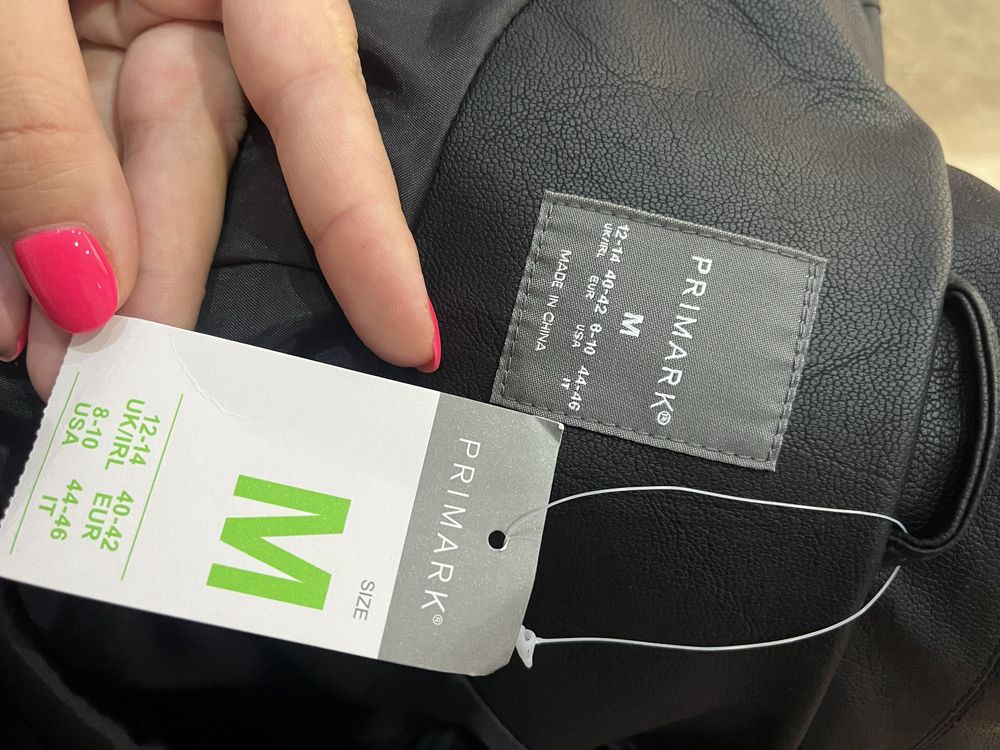 PRIMARK®
M
12-14 40-42 8-10 44-46
UK/IRL EUR USA IT
MADE IN CHINA
PRIMARK®
SIZE
M
12-14 40-42
UK/IRL EUR
8-10 44-46
USA IT